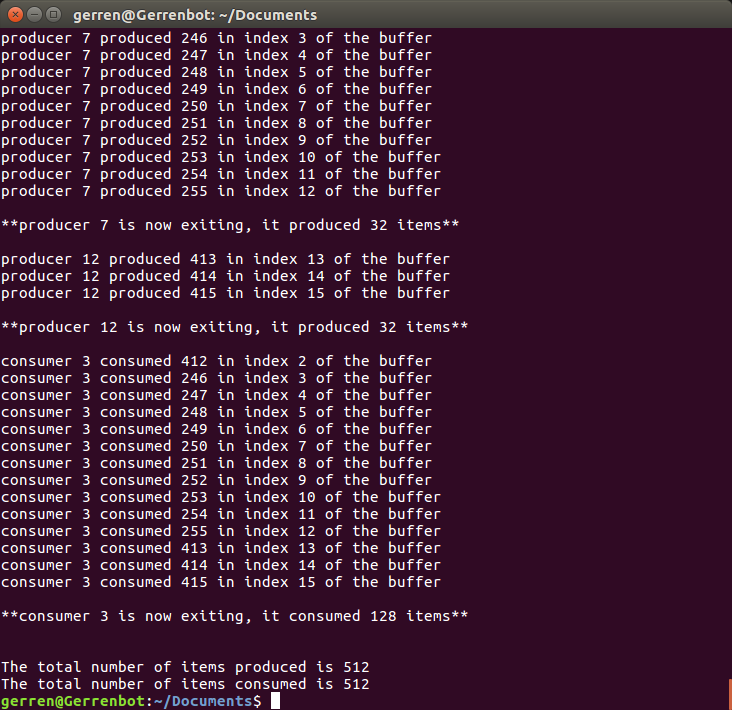 gerren@Gerrenbot: ~/Documents
producer 7 produced 246 in index 3 of the buffer
producer 7 produced 247 in index 4 of the buffer
producer 7 produced 248 in index 5 of the buffer
producer 7 produced 249 in index 6 of the buffer
producer 7 produced 250 in index 7 of the buffer
producer 7 produced 251 in index 8 of the buffer
producer 7 produced 252 in index 9 of the buffer
producer 7 produced 253 in index 10 of the buffer
producer 7 produced 254 in index 11 of the buffer
producer 7 produced 255 in index 12 of the buffer
**producer 7 is now exiting, it produced 32 items**
producer 12 produced 413 in index 13 of the buffer
producer 12 produced 414 in index 14 of the buffer
producer 12 produced 415 in index 15 of the buffer
**producer 12 is now exiting, it produced 32 items**
consumer 3 consumed 412 in index 2 of the buffer
consumer 3 consumed 246 in index 3 of the buffer
consumer 3 consumed 247 in index 4 of the buffer
consumer 3 consumed 248 in index 5 of the buffer
consumer 3 consumed 249 in index 6 of the buffer
consumer 3 consumed 250 in index 7 of the buffer
consumer 3 consumed 251 in index 8 of the buffer
consumer 3 consumed 252 in index 9 of the buffer
consumer 3 consumed 253 in index 10 of the buffer
consumer 3 consumed 254 in index 11 of the buffer
consumer 3 consumed 255 in index 12 of the buffer
consumer 3 consumed 413 in index 13 of the buffer
consumer 3 consumed 414 in index 14 of the buffer
consumer 3 consumed 415 in index 15 of the buffer
**consumer 3 is now exiting, it consumed 128 items**
The total number of items produced is 512
The total number of items consumed is 512
gerren@Gerrenbot:~/Documents$